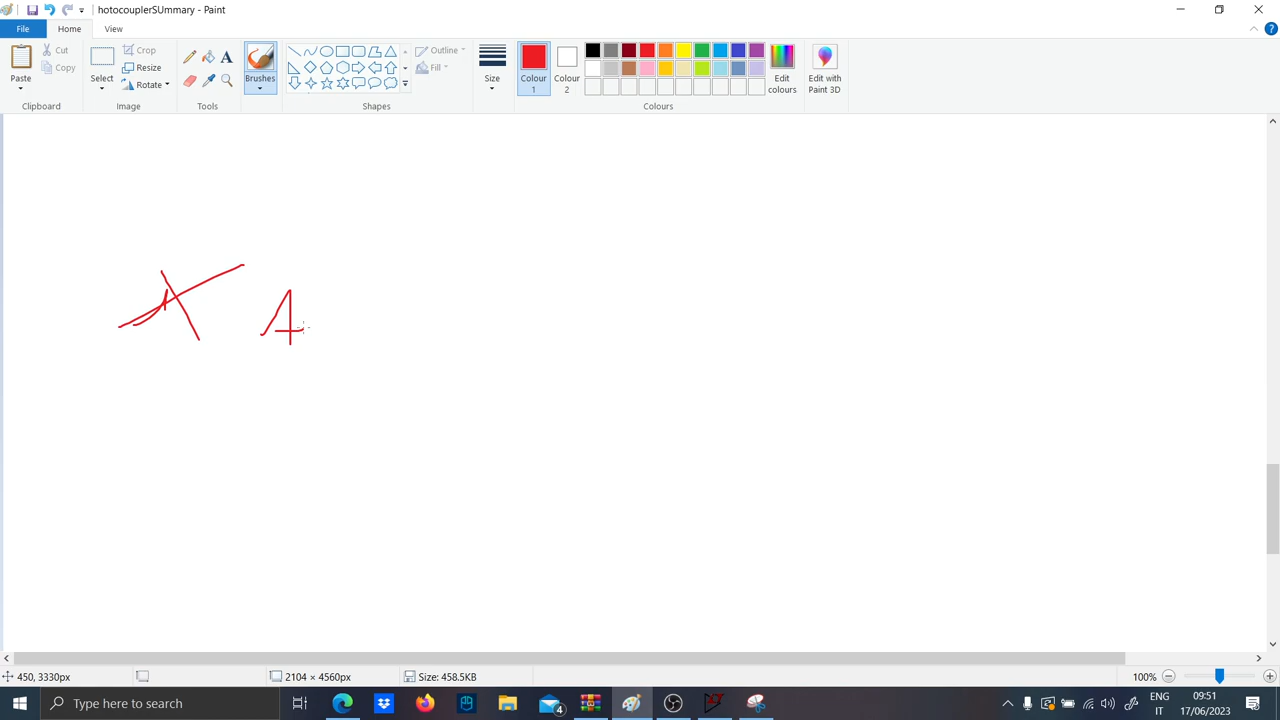 hotocouplerSUmmary - Paint
File Home View
Paste
Cut
Copy
Clipboard
Select
Crop
Resize
Rotate
Image
Tools
Brushes
Shapes
Outline
Fill
Size
Colour 1
Colour 2
Edit colours
Colours
Edit with Paint 3D
A
450, 3330px
2104 × 4560px
Size: 458.5KB
100%
Type here to search
4
ENG
IT
09:51
17/06/2023
3